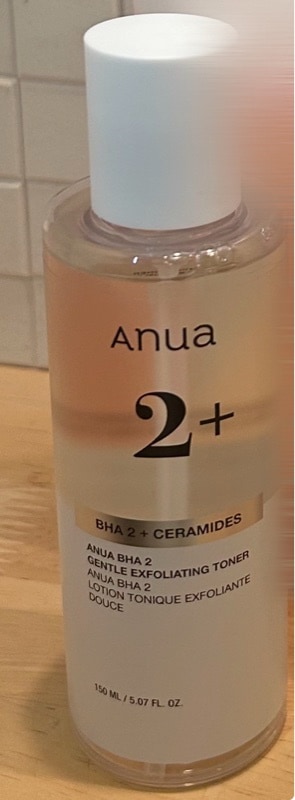 Anua
2+
BHA 2 + CERAMIDES
ANUA BHA 2
GENTLE EXFOLIATING TONER
ANUA BHA 2
LOTION TONIQUE EXFOLIANTE
DOUCE
150 ML / 5.07 FL. OZ.